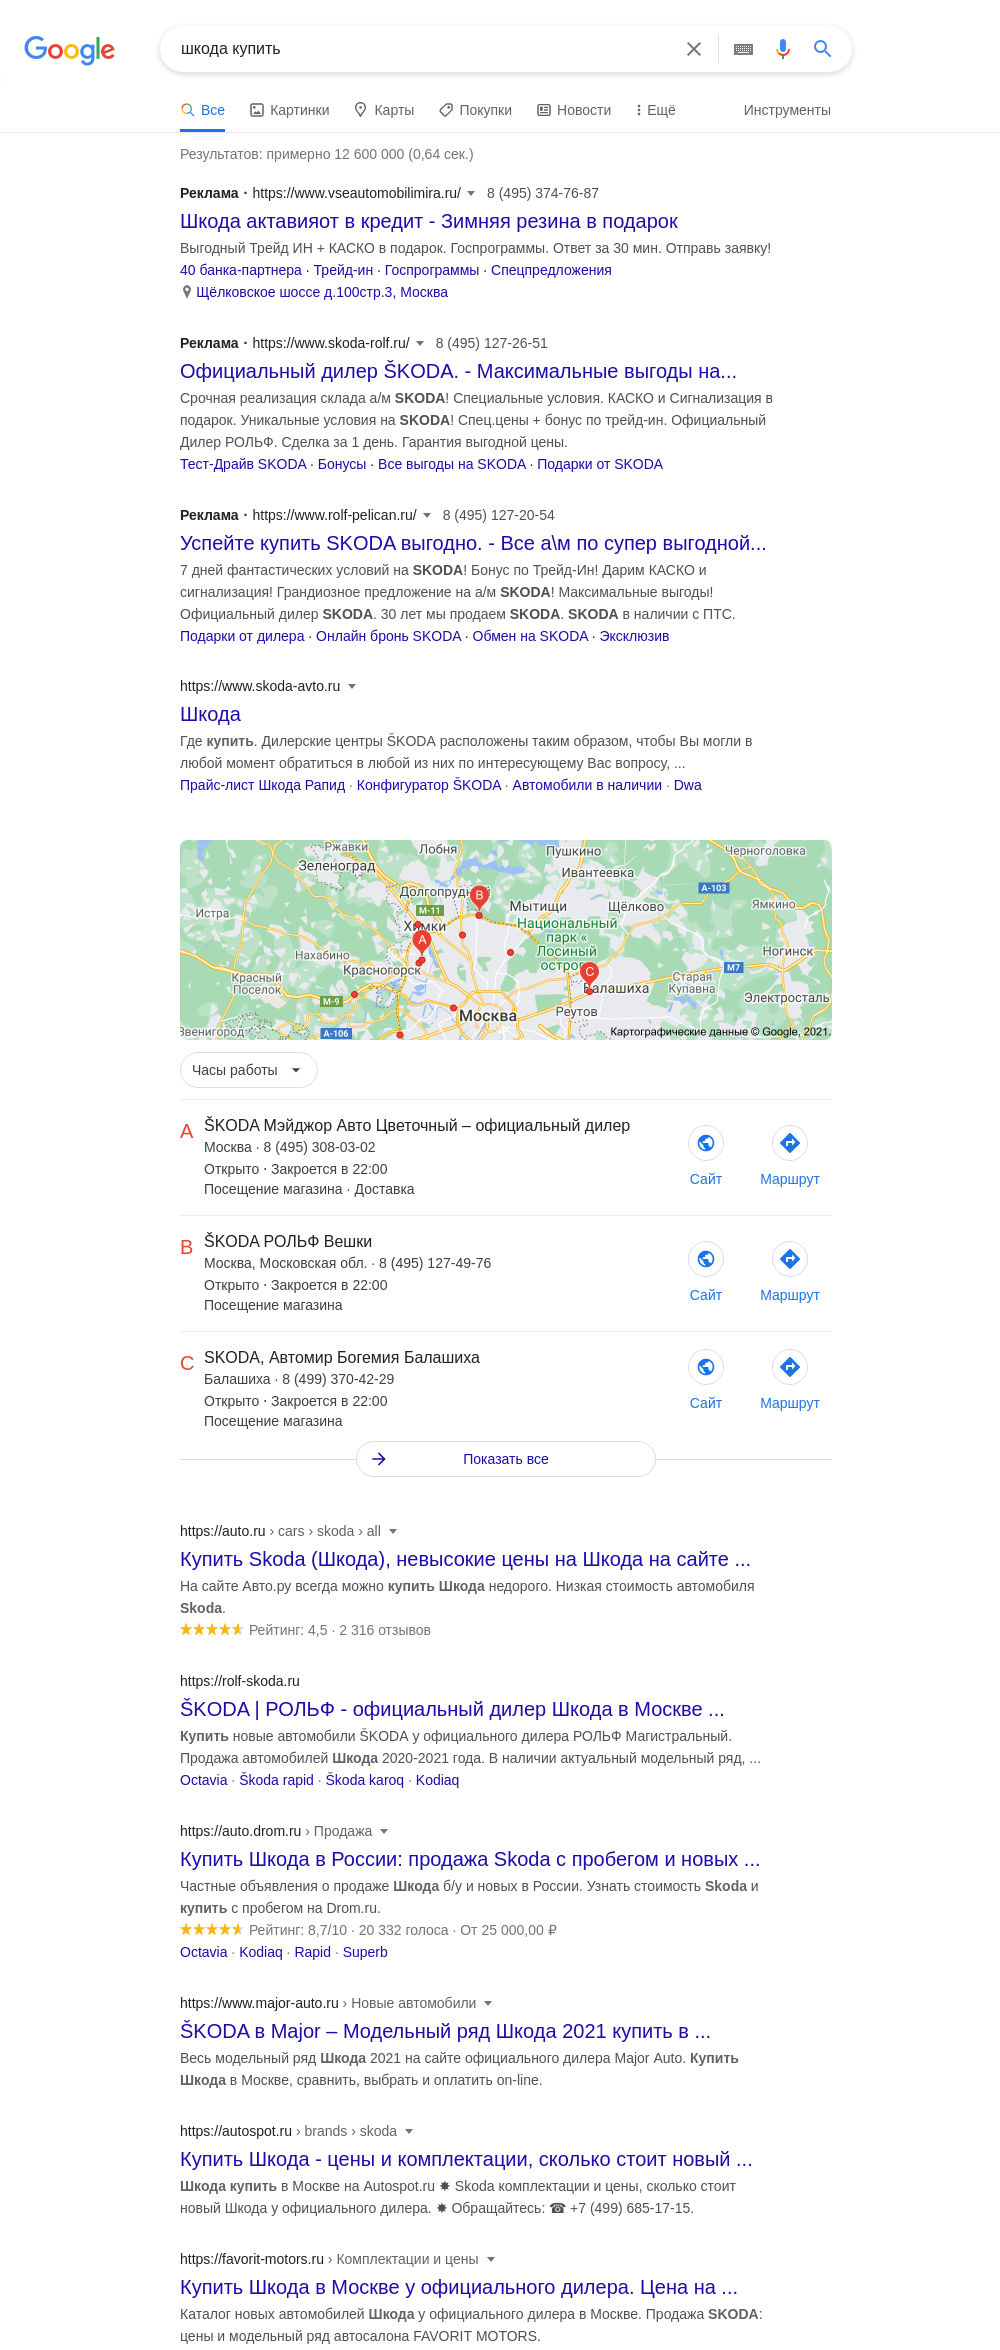 Google
шкода купить
Все Картинки Карты Покупки Новости Ещё Инструменты
Результатов: примерно 12 600 000 (0,64 сек.)
Реклама · https://www.vseautomobilimira.ru/ 8 (495) 374-76-87
Шкода актавияот в кредит - Зимняя резина в подарок
Выгодный Трейд ИН + КАСКО в подарок. Госпрограммы. Ответ за 30 мин. Отправь заявку!
40 банка-партнера · Трейд-ин · Госпрограммы · Спецпредложения
Щёлковское шоссе д.100стр.3, Москва
Реклама · https://www.skoda-rolf.ru/ 8 (495) 127-26-51
Официальный дилер ŠKODA. - Максимальные выгоды на...
Срочная реализация склада а/м SKODA! Специальные условия. КАСКО и Сигнализация в
подарок. Уникальные условия на SKODA! Спец.цены + бонус по трейд-ин. Официальный
Дилер РОЛЬФ. Сделка за 1 день. Гарантия выгодной цены.
Тест-Драйв SKODA · Бонусы · Все выгоды на SKODA · Подарки от SKODA
Реклама · https://www.rolf-pelican.ru/ 8 (495) 127-20-54
Успейте купить SKODA выгодно. - Все а\м по супер выгодной...
7 дней фантастических условий на SKODA! Бонус по Трейд-Ин! Дарим КАСКО и
сигнализация! Грандиозное предложение на а/м SKODA! Максимальные выгоды!
Официальный дилер SKODA. 30 лет мы продаем SKODA. SKODA в наличии с ПТС.
Подарки от дилера · Онлайн бронь SKODA · Обмен на SKODA · Эксклюзив
https://www.skoda-avto.ru
Шкода
Где купить. Дилерские центры ŠKODA расположены таким образом, чтобы Вы могли в
любой момент обратиться в любой из них по интересующему Вас вопросу, ...
Прайс-лист Шкода Рапид · Конфигуратор ŠKODA · Автомобили в наличии · Dwa
Ржавки Лобня Пушкино Черноголовка
Зеленоград Ивантеевка
Долгопрудный B А-103
М-11 Мытищи Щёлково Ямкино
Истра Химки Национальный
A парк «
Нахабино Лосиный Ногинск
Красногорск остро C М7
Красный Поселок Балашиха Старая Купавна
М-9 Москва Реутов Электросталь
Звенигород А-106 Картографические данные © Google, 2021.
Часы работы
A ŠKODA Мэйджор Авто Цветочный – официальный дилер
Москва · 8 (495) 308-03-02
Открыто · Закроется в 22:00
Посещение магазина · Доставка
Сайт Маршрут
B ŠKODA РОЛЬФ Вешки
Москва, Московская обл. · 8 (495) 127-49-76
Открыто · Закроется в 22:00
Посещение магазина
Сайт Маршрут
C SKODA, Автомир Богемия Балашиха
Балашиха · 8 (499) 370-42-29
Открыто · Закроется в 22:00
Посещение магазина
Сайт Маршрут
Показать все
https://auto.ru › cars › skoda › all
Купить Skoda (Шкода), невысокие цены на Шкода на сайте ...
На сайте Авто.ру всегда можно купить Шкода недорого. Низкая стоимость автомобиля
Skoda.
Рейтинг: 4,5 · 2 316 отзывов
https://rolf-skoda.ru
ŠKODA | РОЛЬФ - официальный дилер Шкода в Москве ...
Купить новые автомобили ŠKODA у официального дилера РОЛЬФ Магистральный.
Продажа автомобилей Шкода 2020-2021 года. В наличии актуальный модельный ряд, ...
Octavia · Škoda rapid · Škoda karoq · Kodiaq
https://auto.drom.ru › Продажа
Купить Шкода в России: продажа Skoda с пробегом и новых ...
Частные объявления о продаже Шкода б/у и новых в России. Узнать стоимость Skoda и
купить с пробегом на Drom.ru.
Рейтинг: 8,7/10 · 20 332 голоса · От 25 000,00 ₽
Octavia · Kodiaq · Rapid · Superb
https://www.major-auto.ru › Новые автомобили
ŠKODA в Major – Модельный ряд Шкода 2021 купить в ...
Весь модельный ряд Шкода 2021 на сайте официального дилера Major Auto. Купить
Шкода в Москве, сравнить, выбрать и оплатить on-line.
https://autospot.ru › brands › skoda
Купить Шкода - цены и комплектации, сколько стоит новый ...
Шкода купить в Москве на Autospot.ru ✸ Skoda комплектации и цены, сколько стоит
новый Шкода у официального дилера. ✸ Обращайтесь: ☎ +7 (499) 685-17-15.
https://favorit-motors.ru › Комплектации и цены
Купить Шкода в Москве у официального дилера. Цена на ...
Каталог новых автомобилей Шкода у официального дилера в Москве. Продажа SKODA:
цены и модельный ряд автосалона FAVORIT MOTORS.